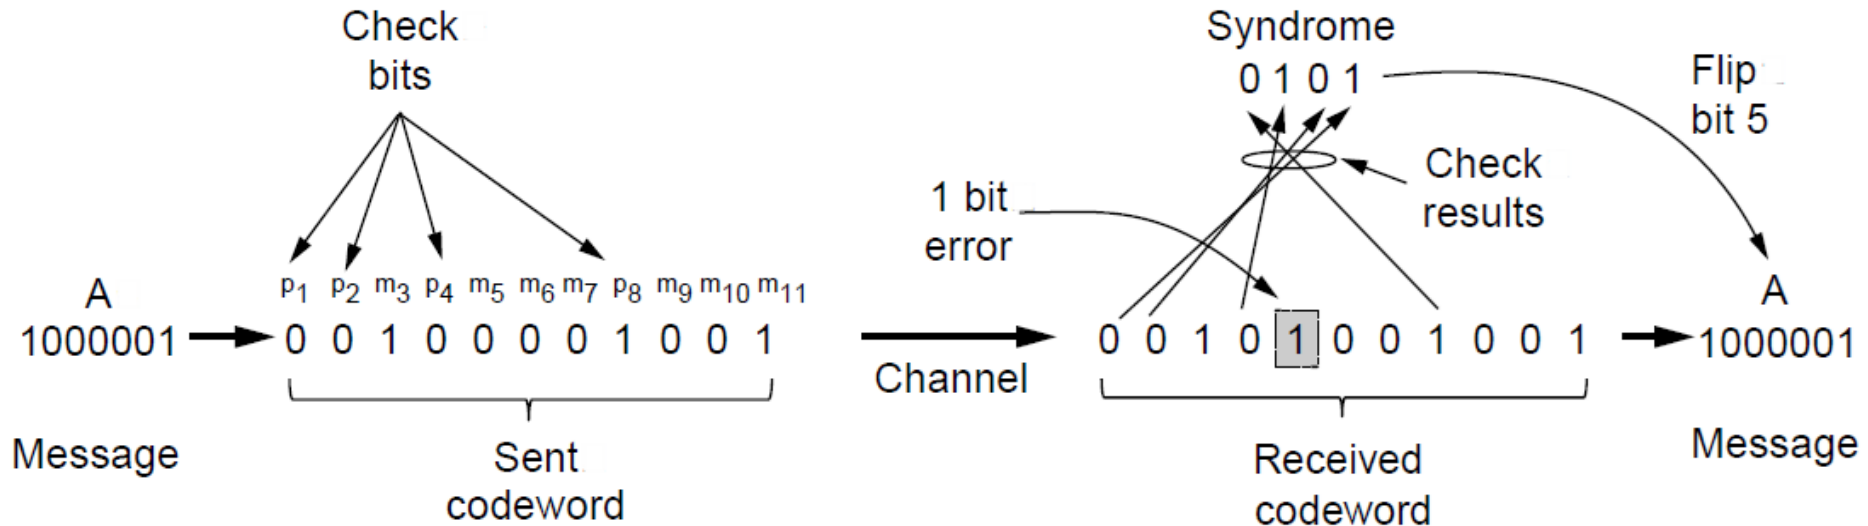 Check
bits
Syndrome
0 1 0 1
Flip
bit 5
Check
results
1 bit
error
A
1000001
p1 p2 m3 p4 m5 m6 m7 p8 m9 m10 m11
0 0 1 0 0 0 0 1 0 0 1
Channel
0 0 1 0 1 0 0 1 0 0 1
A
1000001
Message
Sent
codeword
Received
codeword
Message